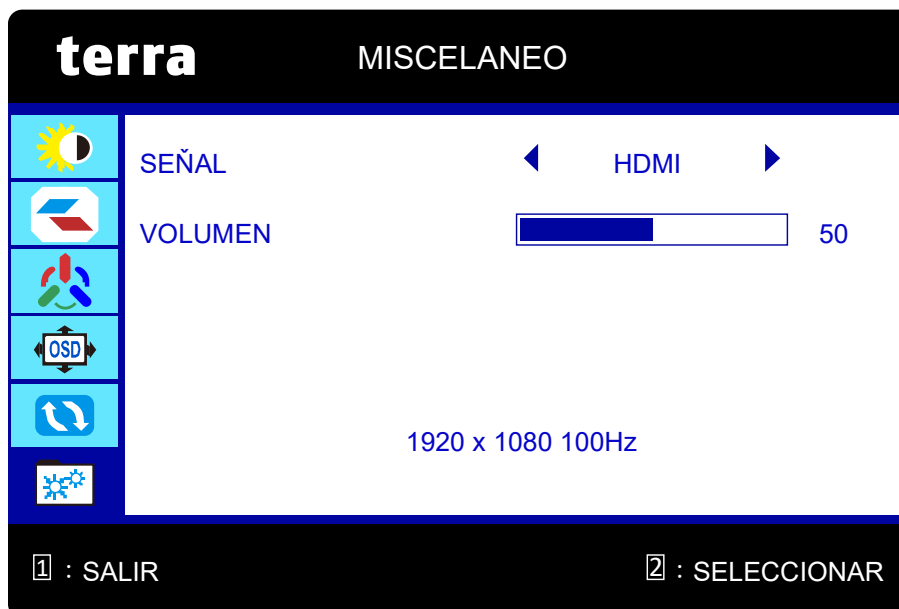 terra MISCELANEO
SEŇAL HDMI
VOLUMEN 50
OSD
1920 x 1080 100Hz
1 : SALIR 2 : SELECCIONAR